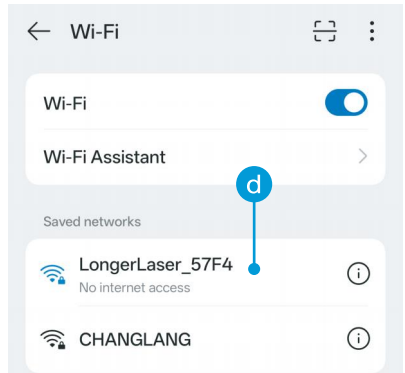 Wi-Fi
Wi-Fi
Wi-Fi Assistant
d
Saved networks
LongerLaser_57F4
No internet access
CHANGLANG